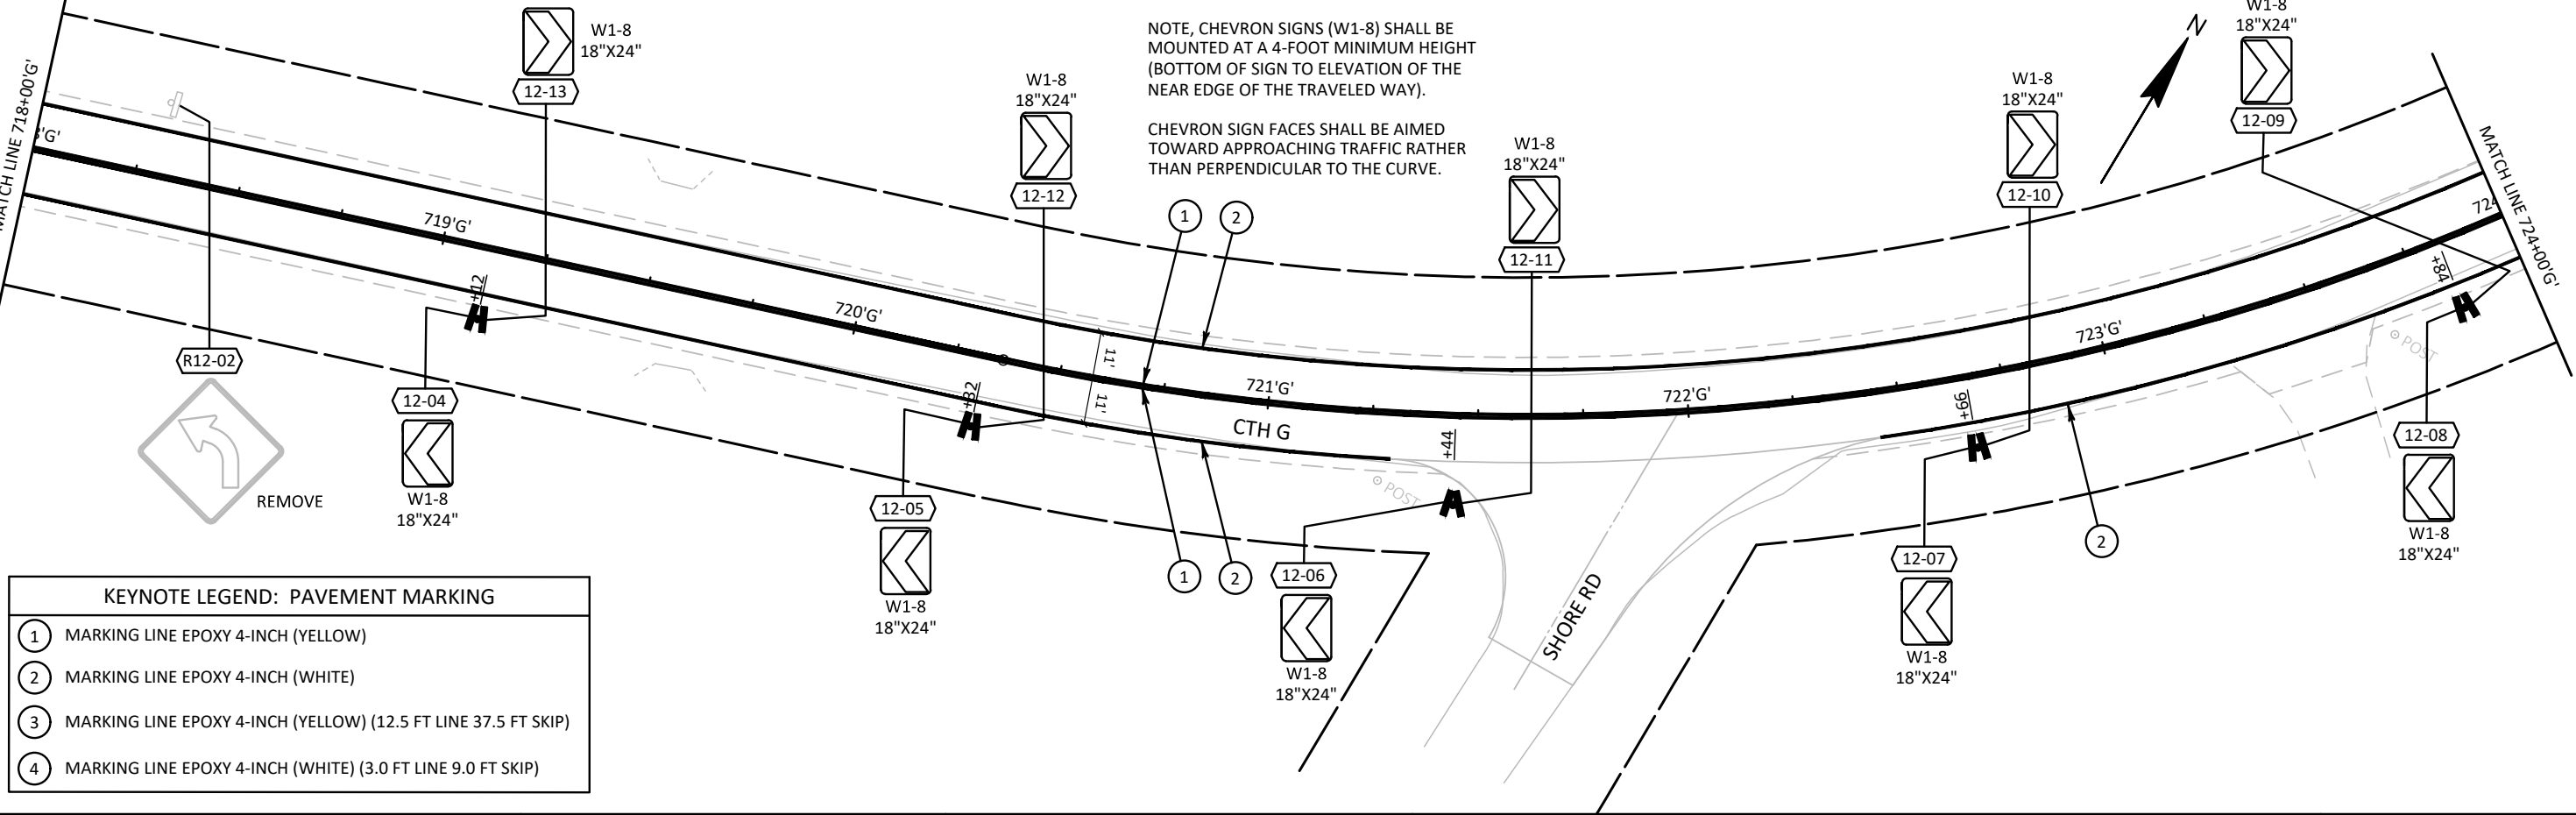 W1-8
18"X24"
12-13
W1-8
18"X24"
12-12
NOTE, CHEVRON SIGNS (W1-8) SHALL BE
MOUNTED AT A 4-FOOT MINIMUM HEIGHT
(BOTTOM OF SIGN TO ELEVATION OF THE
NEAR EDGE OF THE TRAVELED WAY).
CHEVRON SIGN FACES SHALL BE AIMED
TOWARD APPROACHING TRAFFIC RATHER
THAN PERPENDICULAR TO THE CURVE.
W1-8
18"X24"
12-11
W1-8
18"X24"
12-10
N
W1-8
18"X24"
12-09
MATCH LINE 718+00'G'
MATCH LINE 724+00'G'
'G'
719'G'
720'G'
721'G'
722'G'
723'G'
724
1
2
11'
11'
CTH G
+12
+32
+44
+99
+84
POST
POST
SHORE RD
R12-02
REMOVE
12-04
W1-8
18"X24"
12-05
W1-8
18"X24"
1
2
12-06
W1-8
18"X24"
12-07
W1-8
18"X24"
2
12-08
W1-8
18"X24"
KEYNOTE LEGEND: PAVEMENT MARKING
1 MARKING LINE EPOXY 4-INCH (YELLOW)
2 MARKING LINE EPOXY 4-INCH (WHITE)
3 MARKING LINE EPOXY 4-INCH (YELLOW) (12.5 FT LINE 37.5 FT SKIP)
4 MARKING LINE EPOXY 4-INCH (WHITE) (3.0 FT LINE 9.0 FT SKIP)